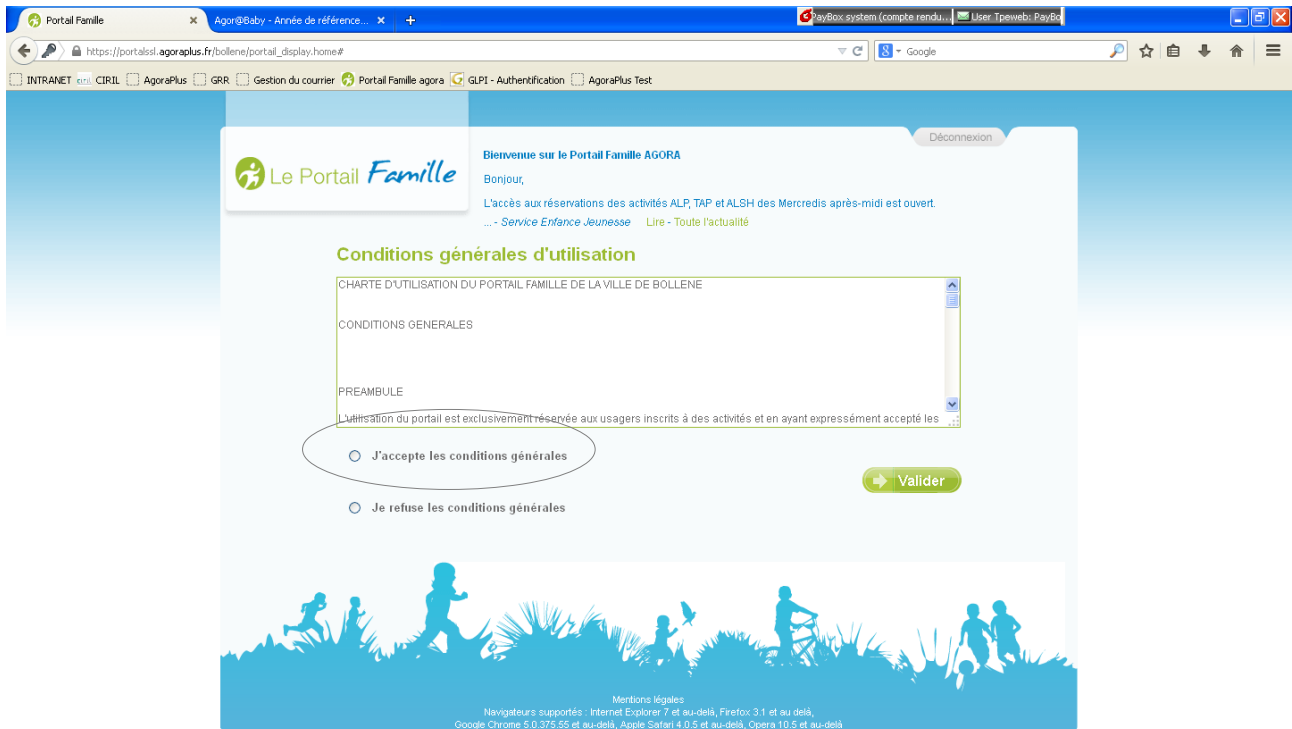 Portail Famille
Agor@Baby - Année de référence...
PayBox system (compte rendu...
User Tpeweb: PayBo
https://portalssl.agoraplus.fr/bollene/portail_display.home#
Google
INTRANET
CIRIL
AgoraPlus
GRR
Gestion du courrier
Portail Famille agora
GLPI - Authentification
AgoraPlus Test
Déconnexion
Le Portail Famille
Bienvenue sur le Portail Famille AGORA
Bonjour,
L'accès aux réservations des activités ALP, TAP et ALSH des Mercredis après-midi est ouvert.
... - Service Enfance Jeunesse Lire - Toute l'actualité
Conditions générales d'utilisation
CHARTE D'UTILISATION DU PORTAIL FAMILLE DE LA VILLE DE BOLLENE
CONDITIONS GENERALES
PREAMBULE
L'utilisation du portail est exclusivement réservée aux usagers inscrits à des activités et en ayant expressément accepté les
J'accepte les conditions générales
Valider
Je refuse les conditions générales
Mentions légales
Navigateurs supportés : Internet Explorer 7 et au-delà, Firefox 3.1 et au delà,
Google Chrome 5.0.375.55 et au-delà, Apple Safari 4.0.5 et au-delà, Opera 10.5 et au-delà